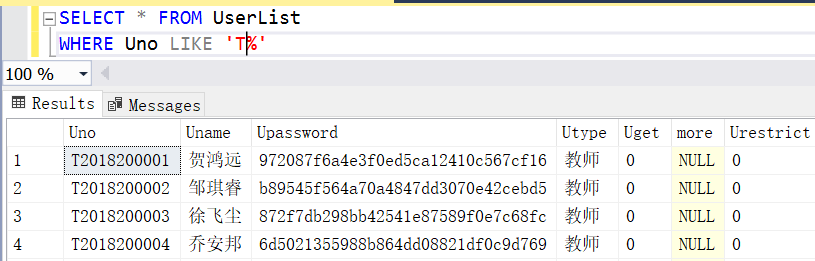 SELECT * FROM UserList
WHERE Uno LIKE 'T%'
100 %
Results Messages
Uno Uname Upassword Utype Uget more Urestrict
1 T2018200001 贺鸿远 972087f6a4e3f0ed5ca12410c567cf16 教师 0 NULL 0
2 T2018200002 邹琪睿 b89545f564a70a4847dd3070e42cebd5 教师 0 NULL 0
3 T2018200003 徐飞尘 872f7db298bb42541e87589f0e7c68fc 教师 0 NULL 0
4 T2018200004 乔安邦 6d5021355988b864dd08821df0c9d769 教师 0 NULL 0